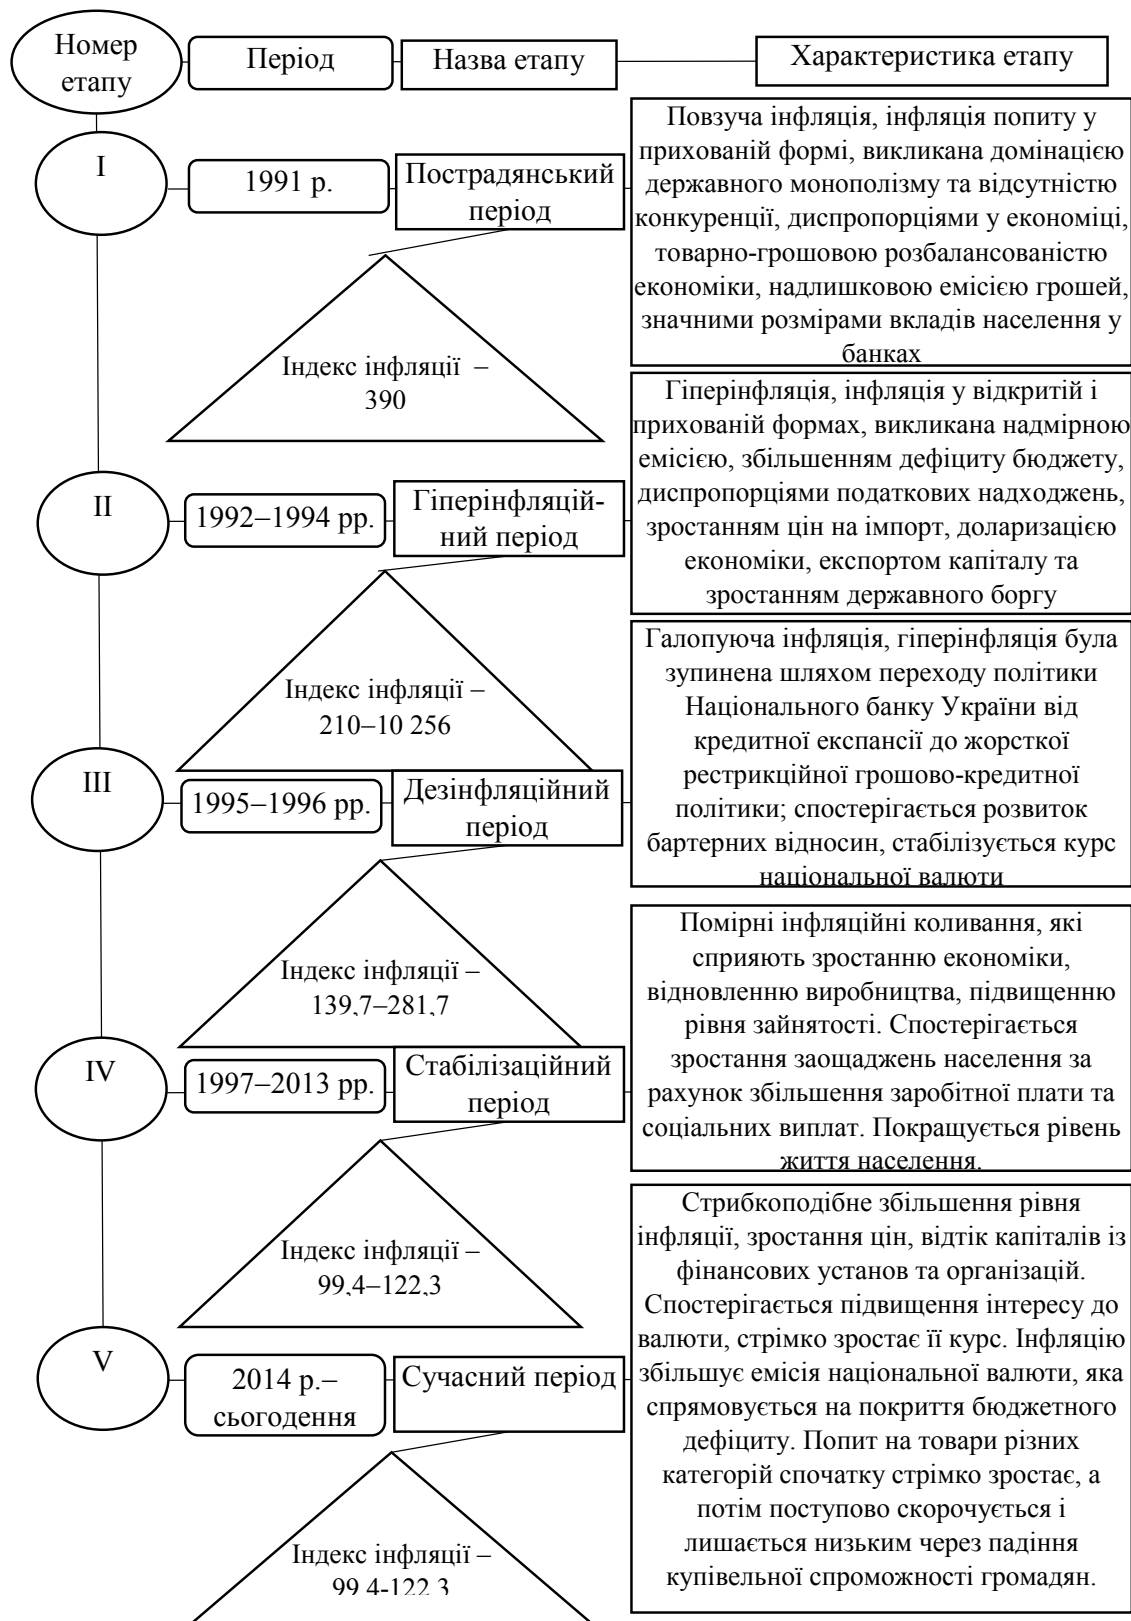 Номер
етапу
Період
Назва етапу
Характеристика етапу
I
1991 р.
Пострадянський
період
Повзуча інфляція, інфляція попиту у
прихованій формі, викликана домінацією
державного монополізму та відсутністю
конкуренції, диспропорціями у економіці,
товарно-грошовою розбалансованістю
економіки, надлишковою емісією грошей,
значними розмірами вкладів населення у
банках
Індекс інфляції –
390
II
1992–1994 рр.
Гіперінфляцій-
ний період
Гіперінфляція, інфляція у відкритій і
прихованій формах, викликана надмірною
емісією, збільшенням дефіциту бюджету,
диспропорціями податкових надходжень,
зростанням цін на імпорт, доларизацією
економіки, експортом капіталу та
зростанням державного боргу
Індекс інфляції –
210–10 256
III
1995–1996 рр.
Дезінфляційний
період
Галопуюча інфляція, гіперінфляція була
зупинена шляхом переходу політики
Національного банку України від
кредитної експансії до жорсткої
рестрикційної грошово-кредитної
політики; спостерігається розвиток
бартерних відносин, стабілізується курс
національної валюти
Індекс інфляції –
139,7–281,7
IV
1997–2013 рр.
Стабілізаційний
період
Помірні інфляційні коливання, які
сприяють зростанню економіки,
відновленню виробництва, підвищенню
рівня зайнятості. Спостерігається
зростання заощаджень населення за
рахунок збільшення заробітної плати та
соціальних виплат. Покращується рівень
життя населення.
Індекс інфляції –
99,4–122,3
V
2014 р.–
сьогодення
Сучасний період
Стрибкоподібне збільшення рівня
інфляції, зростання цін, відтік капіталів із
фінансових установ та організацій.
Спостерігається підвищення інтересу до
валюти, стрімко зростає її курс. Інфляцію
збільшує емісія національної валюти, яка
спрямовується на покриття бюджетного
дефіциту. Попит на товари різних
категорій спочатку стрімко зростає, а
потім поступово скорочується і
лишається низьким через падіння
купівельної спроможності громадян.
Індекс інфляції –
99,4-122,3